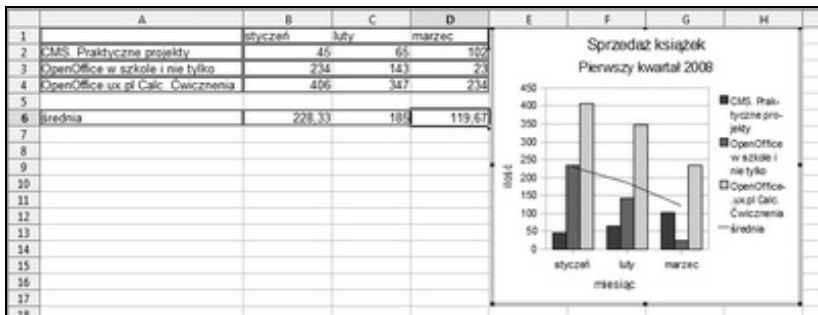 A B C D E F G H
1 styczeń luty marzec
2 CMS. Praktyczne projekty 45 65 102
3 OpenOffice w szkole i nie tylko 234 143 23
4 OpenOffice.ux.pl Calc. Ćwicznenia 406 347 234
5
6 średnia 228,33 185 119,67
7
8
9
10
11
12
13
14
15
16
17
18
Sprzedaż książek
Pierwszy kwartał 2008
450
400
350
300
250
200
150
100
50
0
ilość
styczeń luty marzec
miesiąc
CMS. Prak-
tyczne pro-
jekty
OpenOffice
w szkole i
nie tylko
OpenOffice-
.ux.pl Calc.
Ćwicznenia
średnia